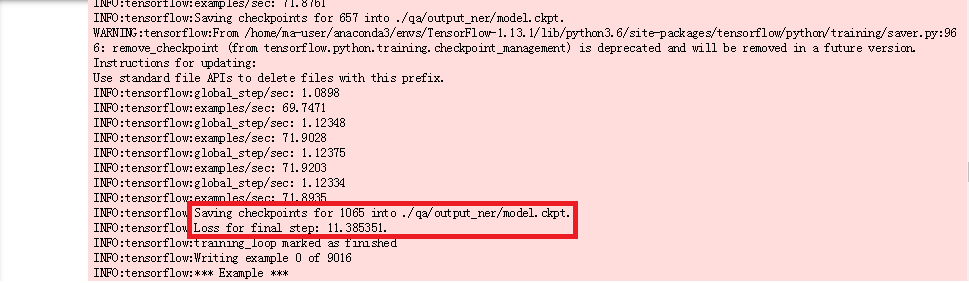 INFO:tensorflow:examples/sec: 71.8761
INFO:tensorflow:Saving checkpoints for 657 into ./qa/output_ner/model.ckpt.
WARNING:tensorflow:From /home/ma-user/anaconda3/envs/TensorFlow-1.13.1/lib/python3.6/site-packages/tensorflow/python/training/saver.py:96
6: remove_checkpoint (from tensorflow.python.training.checkpoint_management) is deprecated and will be removed in a future version.
Instructions for updating:
Use standard file APIs to delete files with this prefix.
INFO:tensorflow:global_step/sec: 1.0898
INFO:tensorflow:examples/sec: 69.7471
INFO:tensorflow:global_step/sec: 1.12348
INFO:tensorflow:examples/sec: 71.9028
INFO:tensorflow:global_step/sec: 1.12375
INFO:tensorflow:examples/sec: 71.9203
INFO:tensorflow:global_step/sec: 1.12334
INFO:tensorflow:examples/sec: 71.8935
INFO:tensorflow:Saving checkpoints for 1065 into ./qa/output_ner/model.ckpt.
INFO:tensorflow:Loss for final step: 11.385351.
INFO:tensorflow:training_loop marked as finished
INFO:tensorflow:Writing example 0 of 9016
INFO:tensorflow:*** Example ***